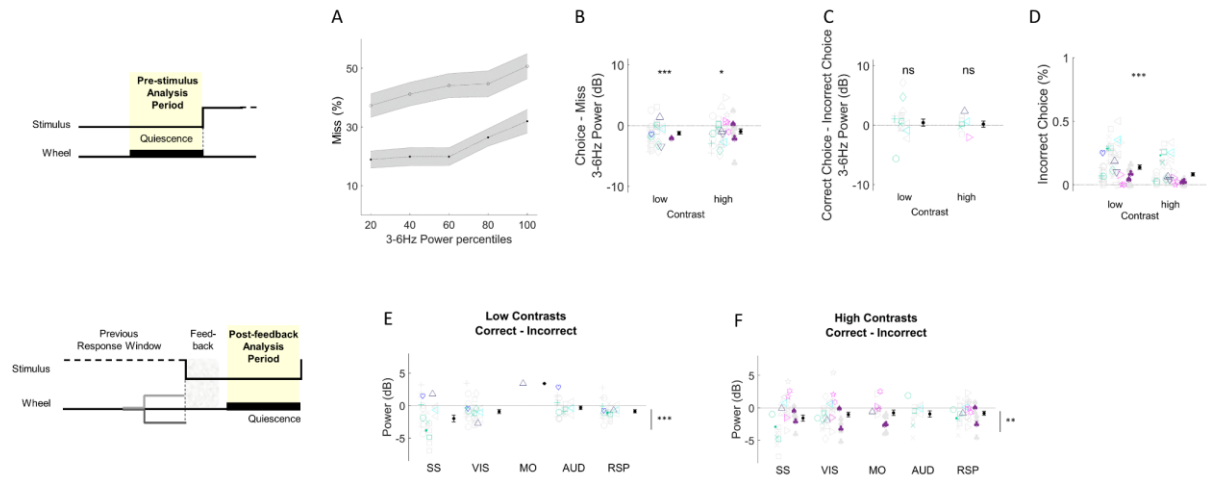 A
B
C
D
Pre-stimulus
Analysis
Period
Stimulus
Quiescence
Wheel
Miss (%)
50
30
10
20 40 60 80 100
3-6Hz Power percentiles
Choice - Miss
3-6Hz Power (dB)
10
0
-10
***
*
low high
Contrast
Correct Choice - Incorrect Choice
3-6Hz Power (dB)
10
0
-10
ns
ns
low high
Contrast
Incorrect Choice (%)
1
0.5
0
***
low high
Contrast
Previous
Response Window
Feed-
back
Post-feedback
Analysis
Period
Stimulus
Wheel
Quiescence
E
Low Contrasts
Correct - Incorrect
Power (dB)
5
0
-5
***
SS VIS MO AUD RSP
F
High Contrasts
Correct - Incorrect
Power (dB)
5
0
-5
**
SS VIS MO AUD RSP